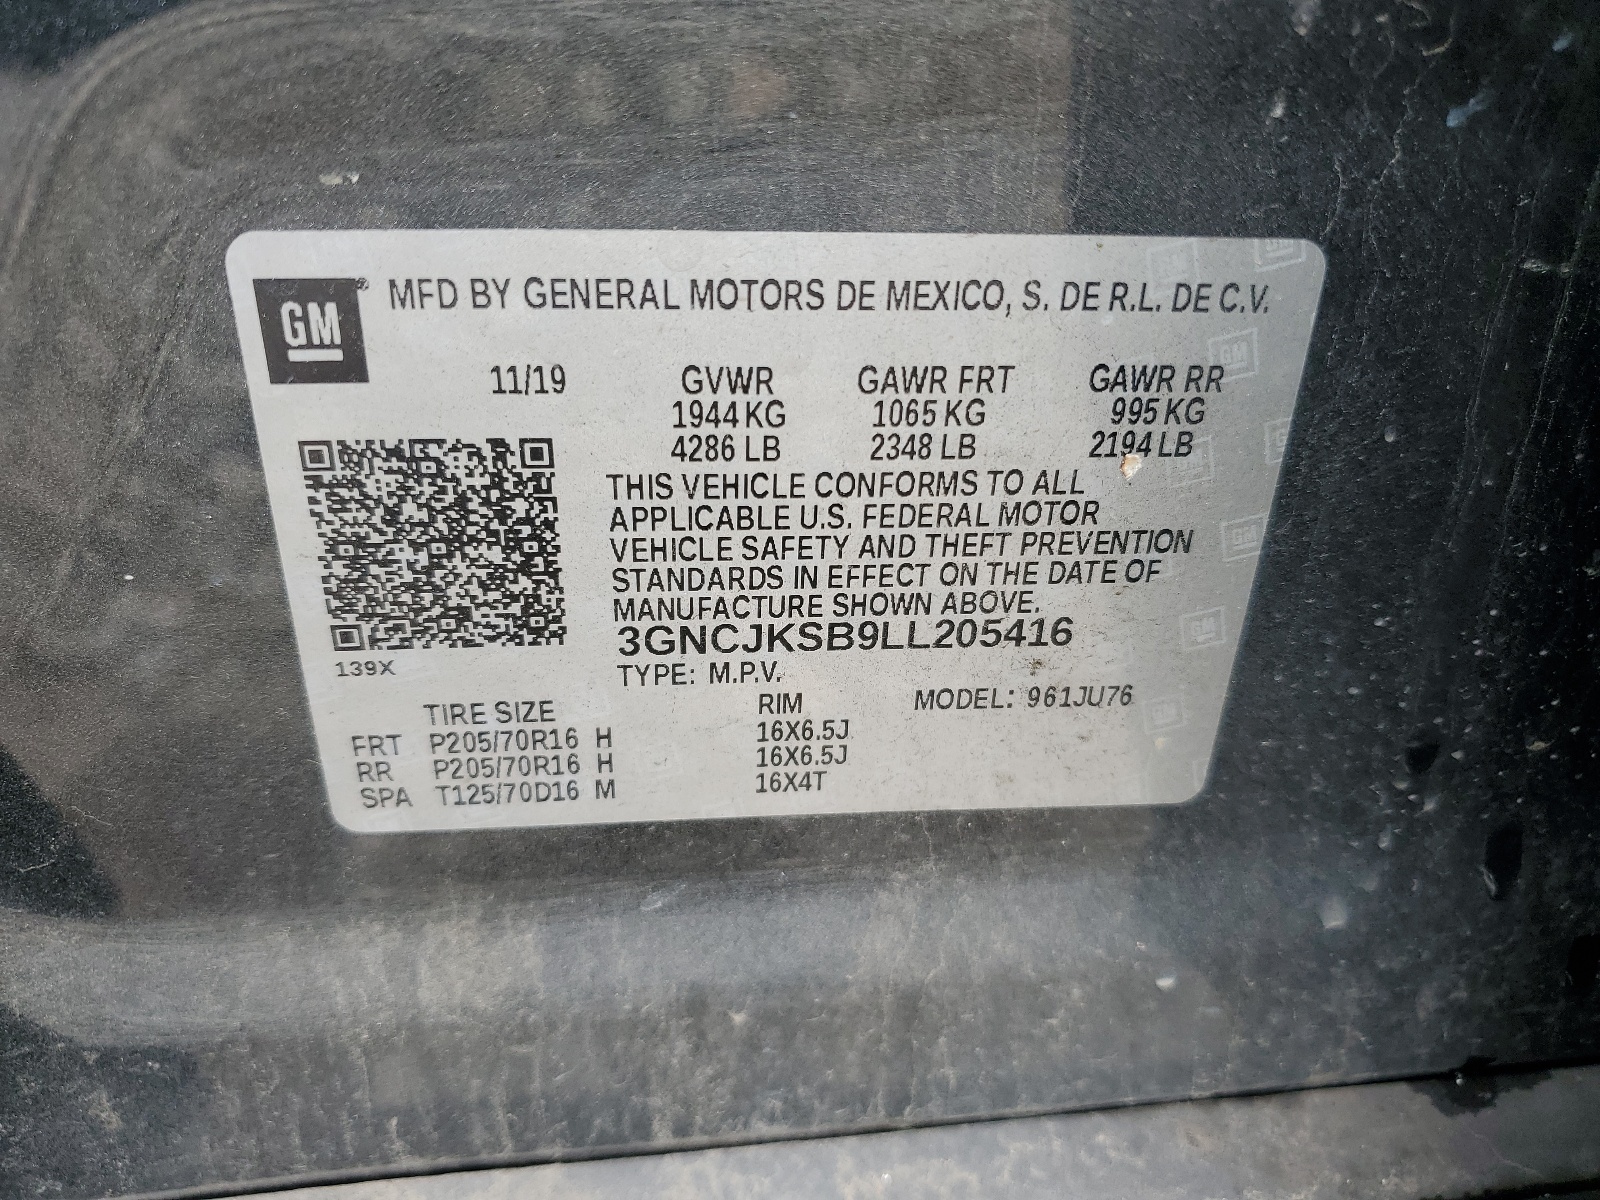 GM® MFD BY GENERAL MOTORS DE MEXICO, S. DE R.L. DE C.V.
11/19 GVWR GAWR FRT GAWR RR
1944 KG 1065 KG 995 KG
4286 LB 2348 LB 2194 LB
THIS VEHICLE CONFORMS TO ALL
APPLICABLE U.S. FEDERAL MOTOR
VEHICLE SAFETY AND THEFT PREVENTION
STANDARDS IN EFFECT ON THE DATE OF
MANUFACTURE SHOWN ABOVE.
3GNCJKSB9LL205416
139X
TYPE: M.P.V.
TIRE SIZE RIM MODEL: 961JU76
FRT P205/70R16 H 16X6.5J
RR P205/70R16 H 16X6.5J
SPA T125/70D16 M 16X4T